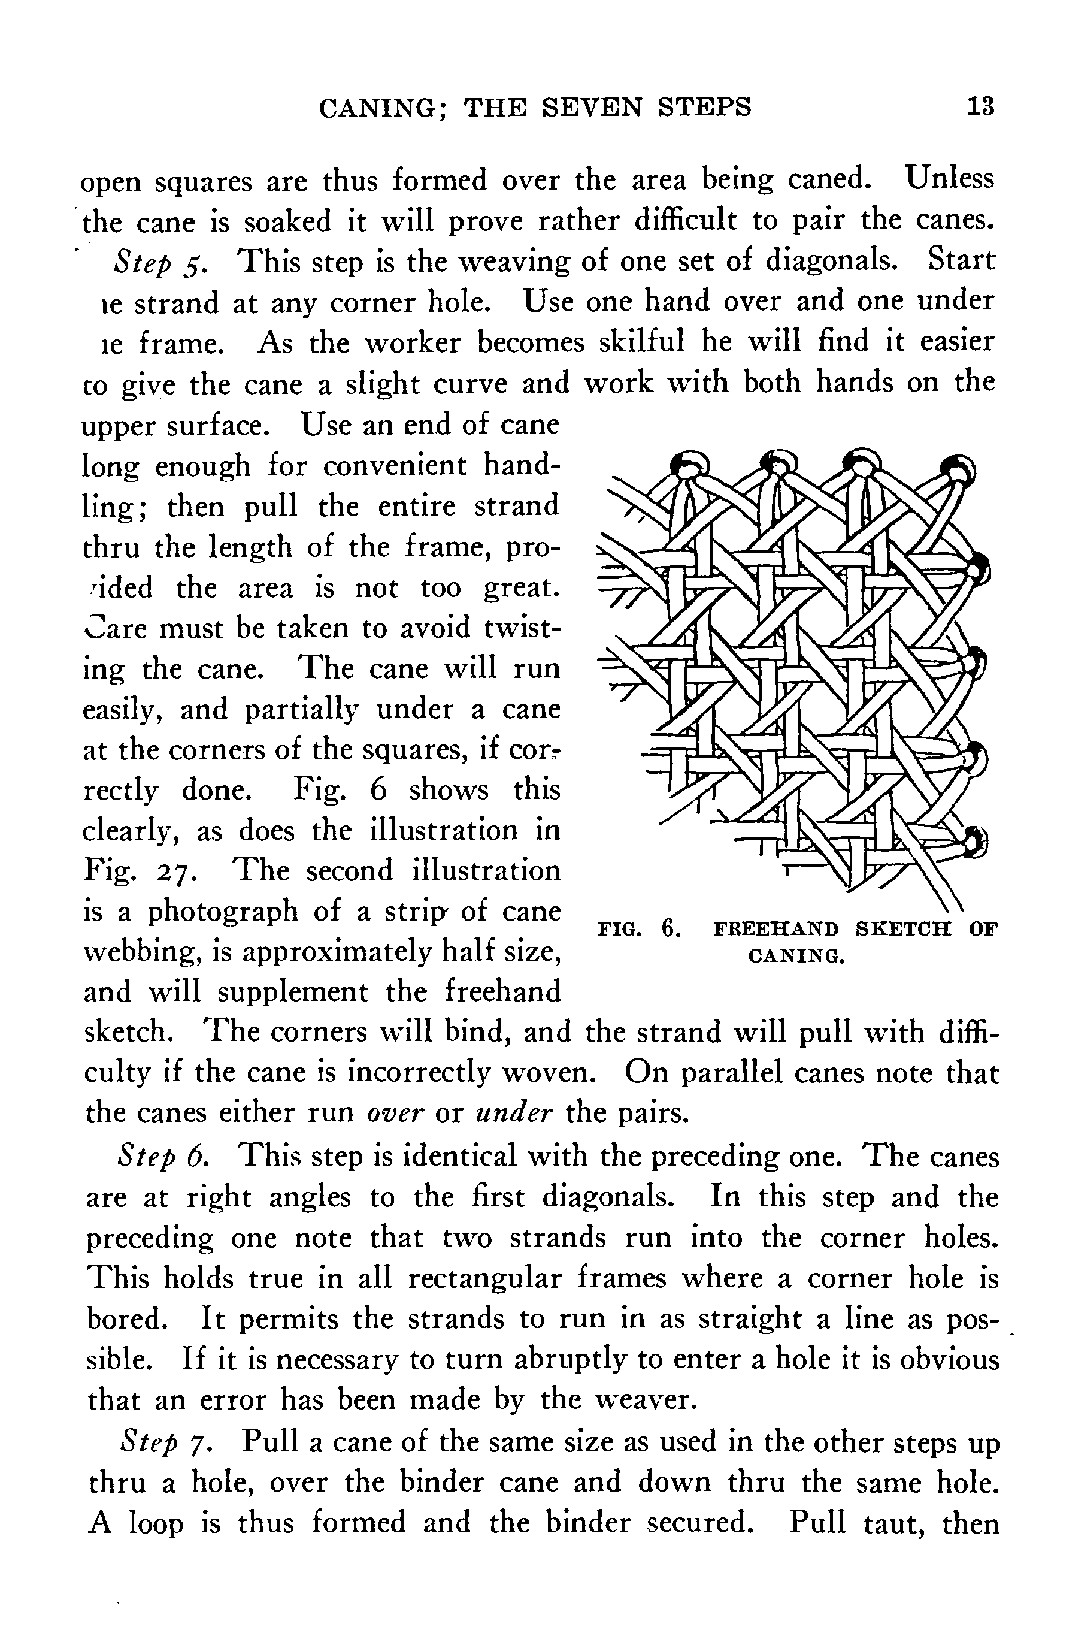 CANING; THE SEVEN STEPS 13
open squares are thus formed over the area being caned. Unless
the cane is soaked it will prove rather difficult to pair the canes.
Step 5. This step is the weaving of one set of diagonals. Start
ıe strand at any corner hole. Use one hand over and one under
ıe frame. As the worker becomes skilful he will find it easier
to give the cane a slight curve and work with both hands on the
upper surface. Use an end of cane
long enough for convenient hand-
ling; then pull the entire strand
thru the length of the frame, pro-
vided the area is not too great.
Care must be taken to avoid twist-
ing the cane. The cane will run
easily, and partially under a cane
at the corners of the squares, if cor-
rectly done. Fig. 6 shows this
clearly, as does the illustration in
Fig. 27. The second illustration
is a photograph of a strip of cane
webbing, is approximately half size,
and will supplement the freehand
FIG. 6. FREEHAND SKETCH OF
CANING.
sketch. The corners will bind, and the strand will pull with diffi-
culty if the cane is incorrectly woven. On parallel canes note that
the canes either run over or under the pairs.
Step 6. This step is identical with the preceding one. The canes
are at right angles to the first diagonals. In this step and the
preceding one note that two strands run into the corner holes.
This holds true in all rectangular frames where a corner hole is
bored. It permits the strands to run in as straight a line as pos-
sible. If it is necessary to turn abruptly to enter a hole it is obvious
that an error has been made by the weaver.
Step 7. Pull a cane of the same size as used in the other steps up
thru a hole, over the binder cane and down thru the same hole.
A loop is thus formed and the binder secured. Pull taut, then